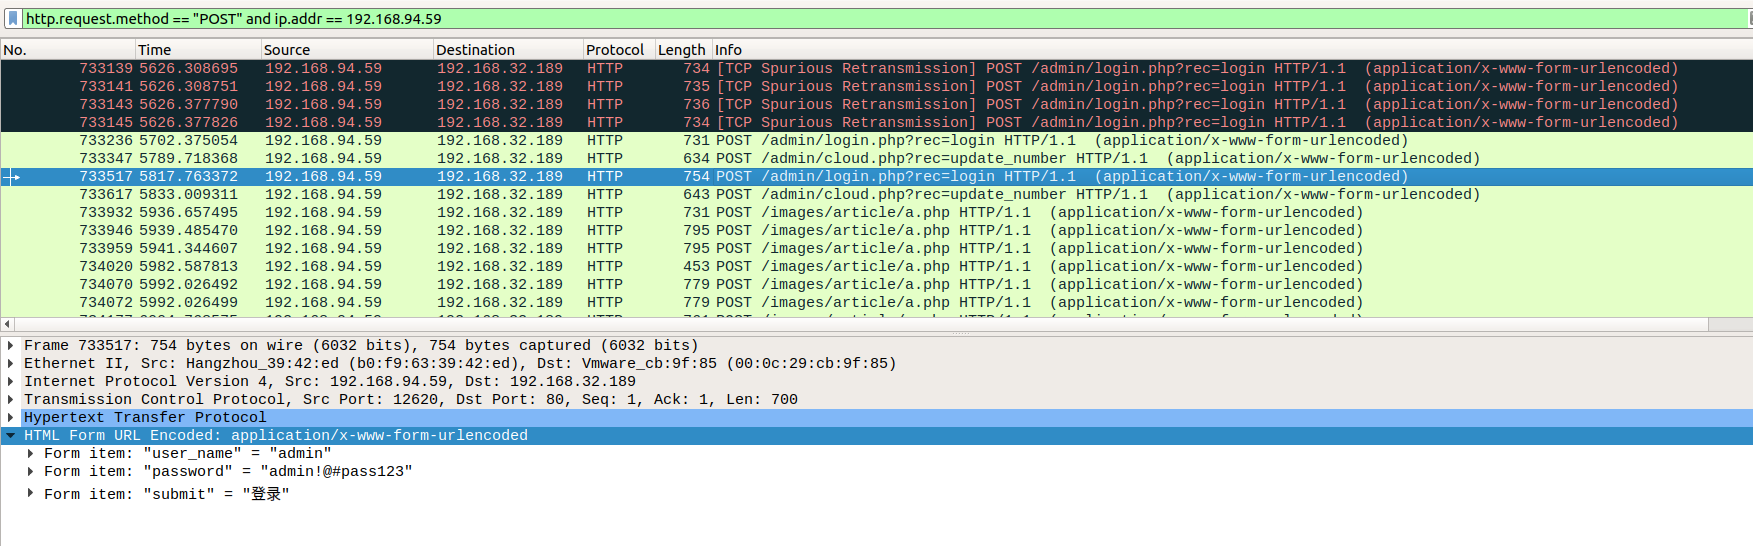 http.request.method == "POST" and ip.addr == 192.168.94.59
No. Time Source Destination Protocol Length Info
733139 5626.308695 192.168.94.59 192.168.32.189 HTTP 734 [TCP Spurious Retransmission] POST /admin/login.php?rec=login HTTP/1.1 (application/x-www-form-urlencoded)
733141 5626.308751 192.168.94.59 192.168.32.189 HTTP 735 [TCP Spurious Retransmission] POST /admin/login.php?rec=login HTTP/1.1 (application/x-www-form-urlencoded)
733143 5626.377790 192.168.94.59 192.168.32.189 HTTP 736 [TCP Spurious Retransmission] POST /admin/login.php?rec=login HTTP/1.1 (application/x-www-form-urlencoded)
733145 5626.377826 192.168.94.59 192.168.32.189 HTTP 734 [TCP Spurious Retransmission] POST /admin/login.php?rec=login HTTP/1.1 (application/x-www-form-urlencoded)
733236 5702.375054 192.168.94.59 192.168.32.189 HTTP 731 POST /admin/login.php?rec=login HTTP/1.1 (application/x-www-form-urlencoded)
733347 5789.718368 192.168.94.59 192.168.32.189 HTTP 634 POST /admin/cloud.php?rec=update_number HTTP/1.1 (application/x-www-form-urlencoded)
733517 5817.763372 192.168.94.59 192.168.32.189 HTTP 754 POST /admin/login.php?rec=login HTTP/1.1 (application/x-www-form-urlencoded)
733617 5833.009311 192.168.94.59 192.168.32.189 HTTP 643 POST /admin/cloud.php?rec=update_number HTTP/1.1 (application/x-www-form-urlencoded)
733932 5936.657495 192.168.94.59 192.168.32.189 HTTP 731 POST /images/article/a.php HTTP/1.1 (application/x-www-form-urlencoded)
733946 5939.485470 192.168.94.59 192.168.32.189 HTTP 795 POST /images/article/a.php HTTP/1.1 (application/x-www-form-urlencoded)
733959 5941.344607 192.168.94.59 192.168.32.189 HTTP 795 POST /images/article/a.php HTTP/1.1 (application/x-www-form-urlencoded)
734020 5982.587813 192.168.94.59 192.168.32.189 HTTP 453 POST /images/article/a.php HTTP/1.1 (application/x-www-form-urlencoded)
734070 5992.026492 192.168.94.59 192.168.32.189 HTTP 779 POST /images/article/a.php HTTP/1.1 (application/x-www-form-urlencoded)
734072 5992.026499 192.168.94.59 192.168.32.189 HTTP 779 POST /images/article/a.php HTTP/1.1 (application/x-www-form-urlencoded)
Frame 733517: 754 bytes on wire (6032 bits), 754 bytes captured (6032 bits)
Ethernet II, Src: Hangzhou_39:42:ed (b0:f9:63:39:42:ed), Dst: Vmware_cb:9f:85 (00:0c:29:cb:9f:85)
Internet Protocol Version 4, Src: 192.168.94.59, Dst: 192.168.32.189
Transmission Control Protocol, Src Port: 12620, Dst Port: 80, Seq: 1, Ack: 1, Len: 700
Hypertext Transfer Protocol
HTML Form URL Encoded: application/x-www-form-urlencoded
Form item: "user_name" = "admin"
Form item: "password" = "admin!@#pass123"
Form item: "submit" = "登录"